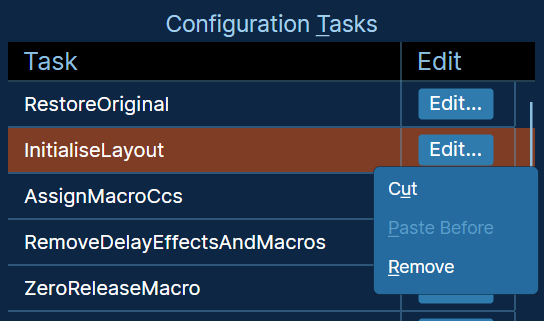 Configuration Tasks
Task Edit
RestoreOriginal Edit...
InitialiseLayout Edit...
Cut
AssignMacroCcs
Paste Before
RemoveDelayEffectsAndMacros
Remove
ZeroReleaseMacro